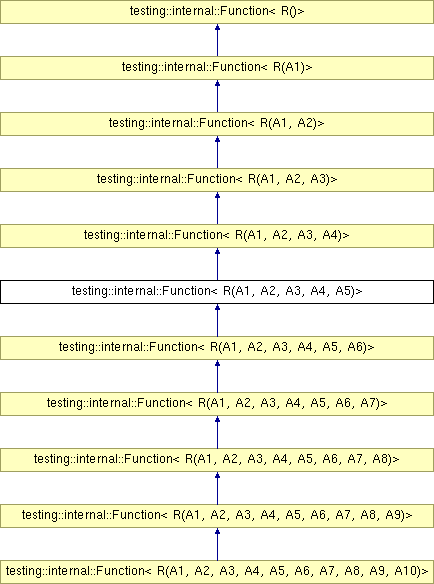 testing::internal::Function< R()>
testing::internal::Function< R(A1)>
testing::internal::Function< R(A1, A2)>
testing::internal::Function< R(A1, A2, A3)>
testing::internal::Function< R(A1, A2, A3, A4)>
testing::internal::Function< R(A1, A2, A3, A4, A5)>
testing::internal::Function< R(A1, A2, A3, A4, A5, A6)>
testing::internal::Function< R(A1, A2, A3, A4, A5, A6, A7)>
testing::internal::Function< R(A1, A2, A3, A4, A5, A6, A7, A8)>
testing::internal::Function< R(A1, A2, A3, A4, A5, A6, A7, A8, A9)>
testing::internal::Function< R(A1, A2, A3, A4, A5, A6, A7, A8, A9, A10)>